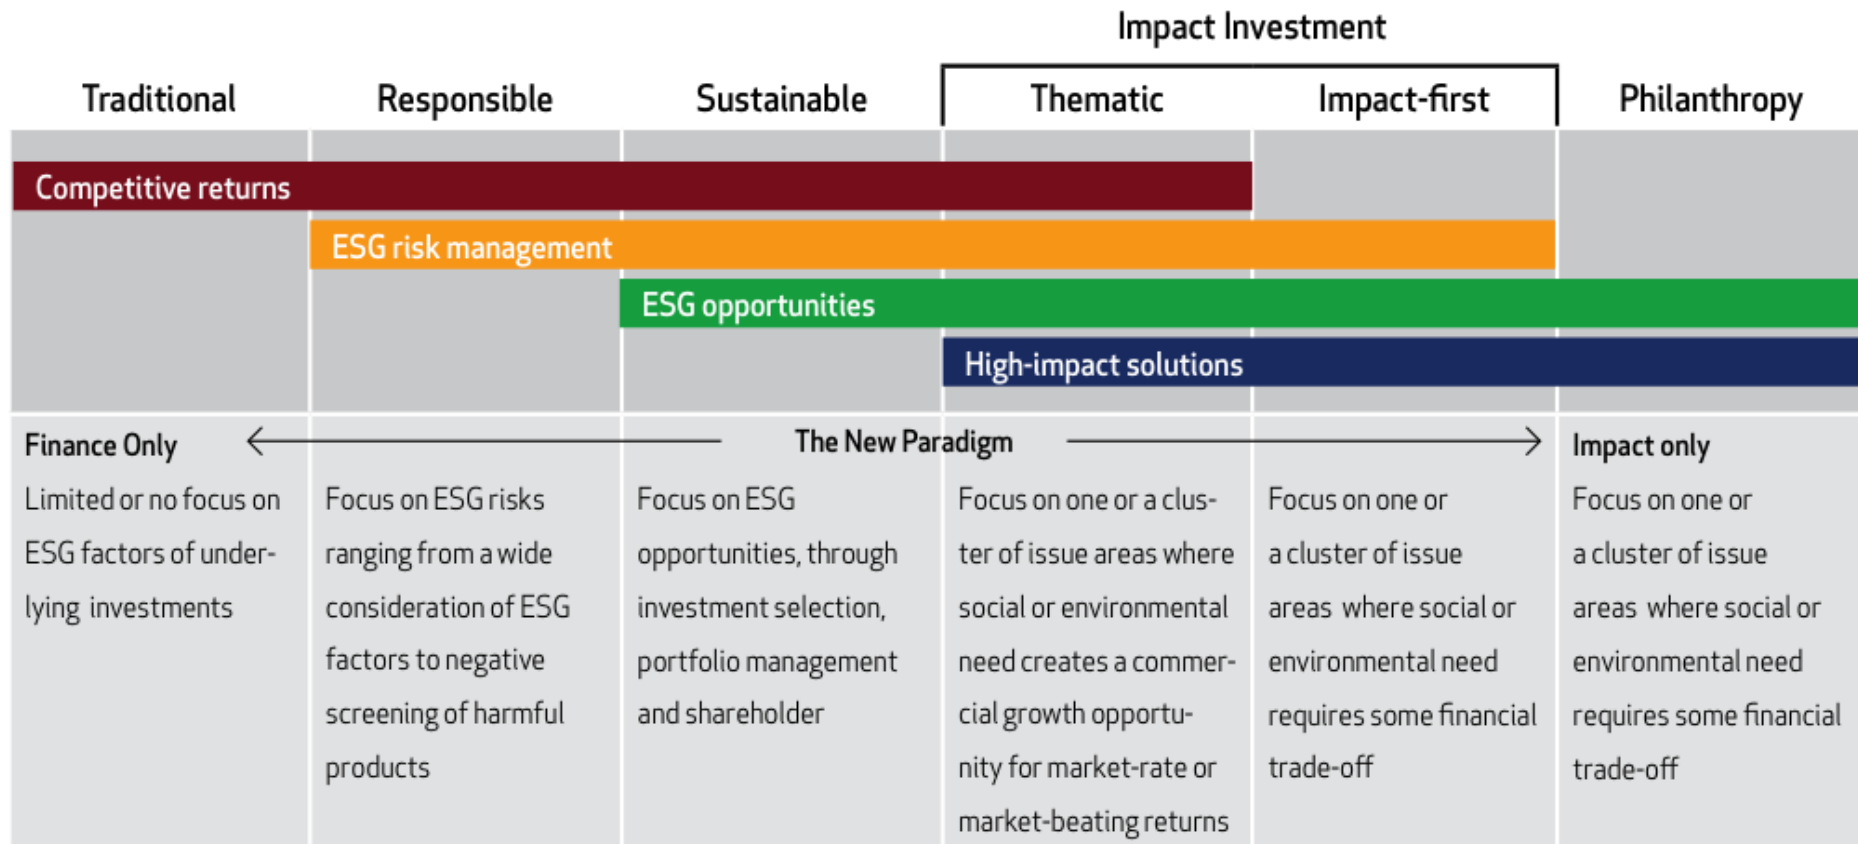 Impact Investment
Traditional
Responsible
Sustainable
Thematic
Impact-first
Philanthropy
Competitive returns
ESG risk management
ESG opportunities
High-impact solutions
Finance Only
The New Paradigm
Impact only
Limited or no focus on
ESG factors of under-
lying investments
Focus on ESG risks
ranging from a wide
consideration of ESG
factors to negative
screening of harmful
products
Focus on ESG
opportunities, through
investment selection,
portfolio management
and shareholder
Focus on one or a clus-
ter of issue areas where
social or environmental
need creates a commer-
cial growth opportu-
nity for market-rate or
market-beating returns
Focus on one or
a cluster of issue
areas where social or
environmental need
requires some financial
trade-off
Focus on one or
a cluster of issue
areas where social or
environmental need
requires some financial
trade-off